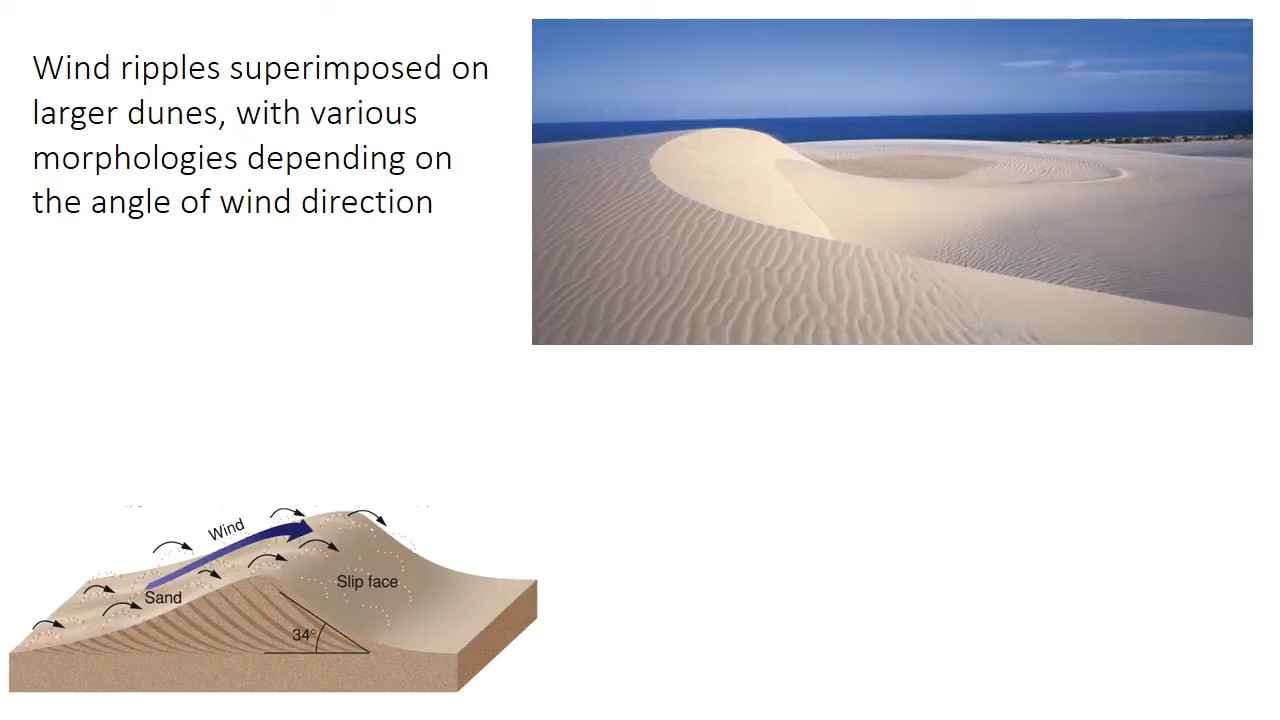 Wind ripples superimposed on
larger dunes, with various
morphologies depending on
the angle of wind direction
Wind
Sand
Slip face
34°